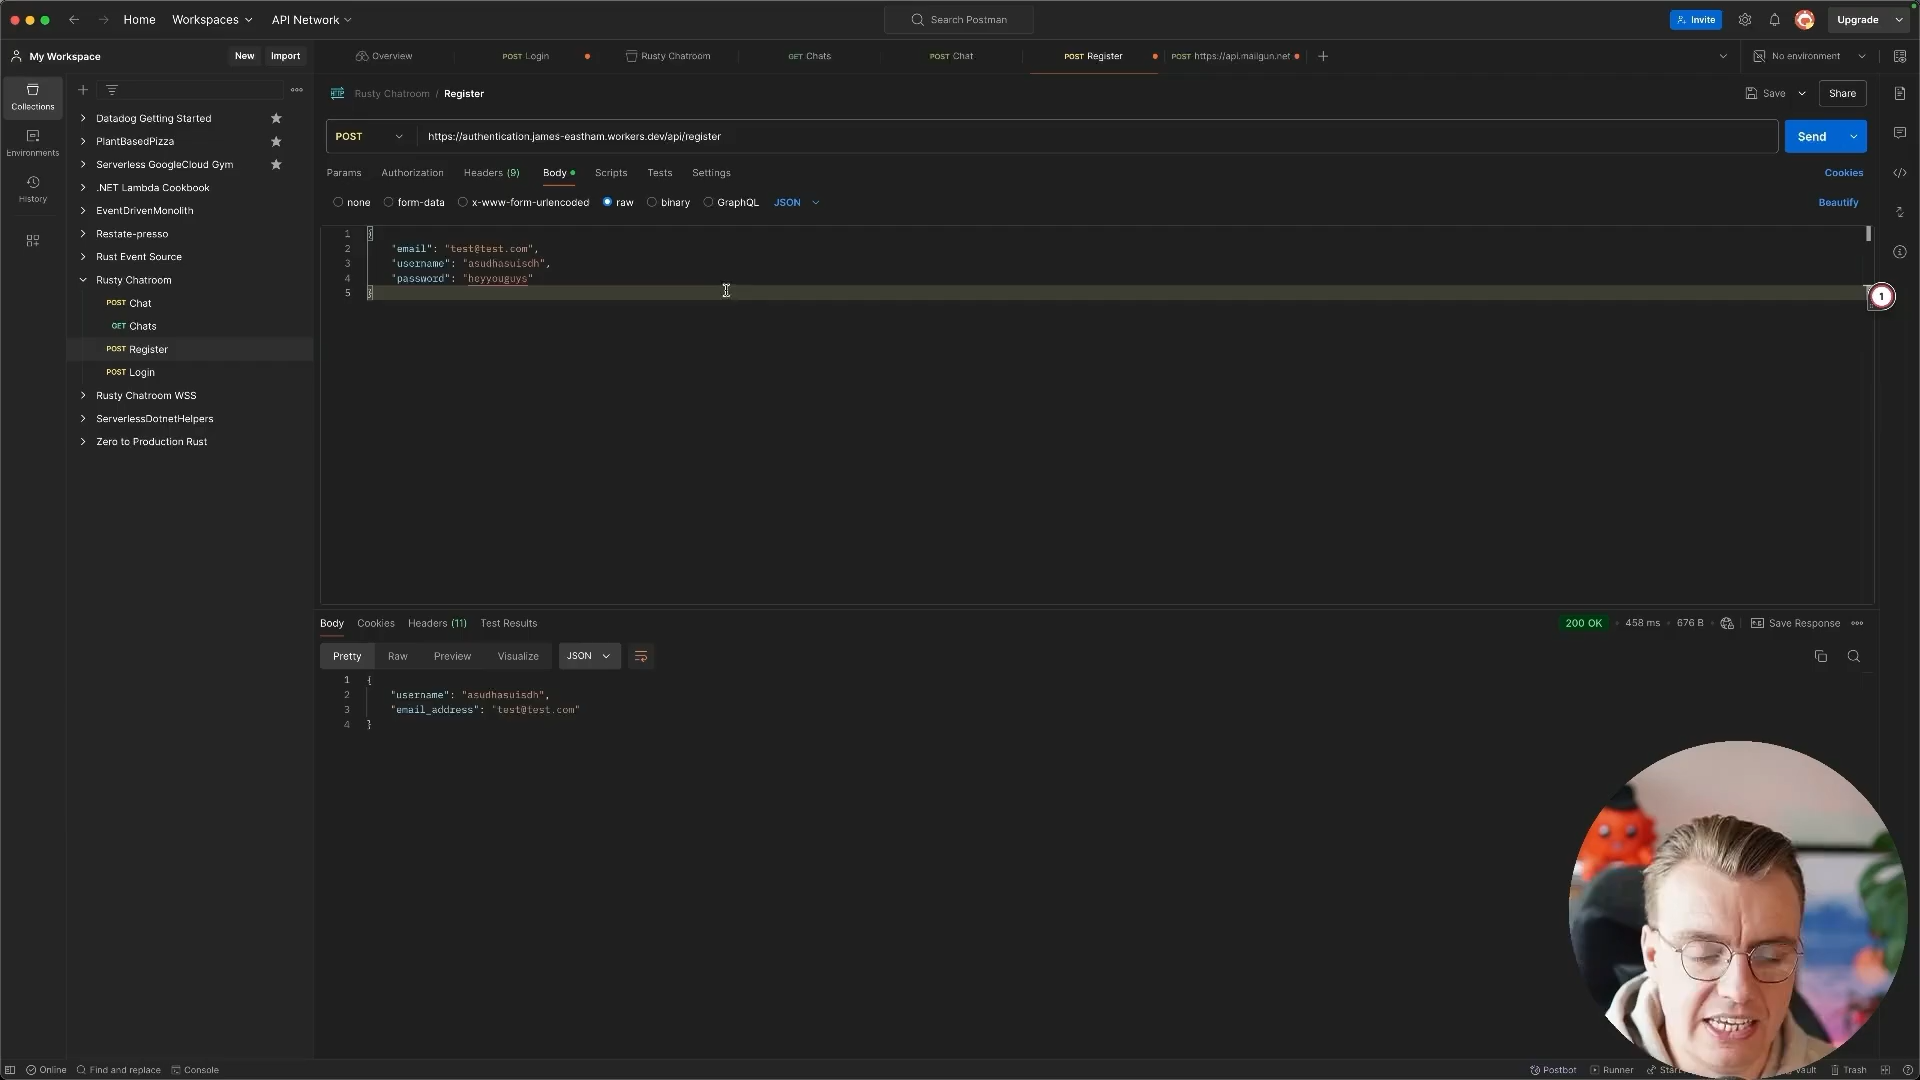 Home
Workspaces
API Network
Search Postman
Invite
Upgrade
My Workspace
New
Import
Overview
POST Login
Rusty Chatroom
GET Chats
POST Chat
POST Register
POST https://api.mailgun.net
No environment
Collections
Environments
History
Datadog Getting Started
PlantBasedPizza
Serverless GoogleCloud Gym
.NET Lambda Cookbook
EventDrivenMonolith
Restate-presso
Rust Event Source
Rusty Chatroom
POST Chat
GET Chats
POST Register
POST Login
Rusty Chatroom WSS
ServerlessDotnetHelpers
Zero to Production Rust
Rusty Chatroom / Register
Save
Share
POST
https://authentication.james-eastham.workers.dev/api/register
Send
Params
Authorization
Headers (9)
Body
Scripts
Tests
Settings
Cookies
none
form-data
x-www-form-urlencoded
raw
binary
GraphQL
JSON
Beautify
1 {
2 "email": "test@test.com",
3 "username": "asudhasuisdh",
4 "password": "heyyouguys"
5 }
1
Body
Cookies
Headers (11)
Test Results
200 OK
458 ms
676 B
Save Response
Pretty
Raw
Preview
Visualize
JSON
1 {
2 "username": "asudhasuisdh",
3 "email_address": "test@test.com"
4 }
Online
Find and replace
Console
Postbot
Runner
Vault
Trash